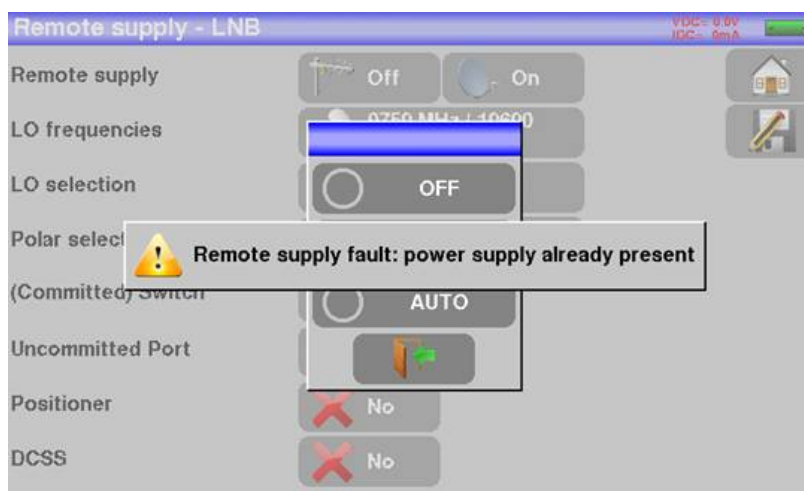 Remote supply - LNB
VDC= 0.0V
IDC= 0mA
Remote supply
Off
On
LO frequencies
LO selection
OFF
Polar selec
Remote supply fault: power supply already present
(Committed) Switch
AUTO
Uncommitted Port
Positioner
No
DCSS
No